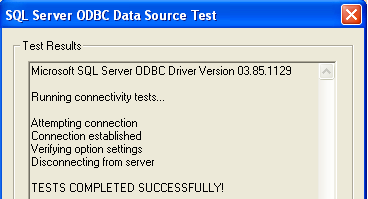 SQL Server ODBC Data Source Test
Test Results
Microsoft SQL Server ODBC Driver Version 03.85.1129
Running connectivity tests...
Attempting connection
Connection established
Verifying option settings
Disconnecting from server
TESTS COMPLETED SUCCESSFULLY!